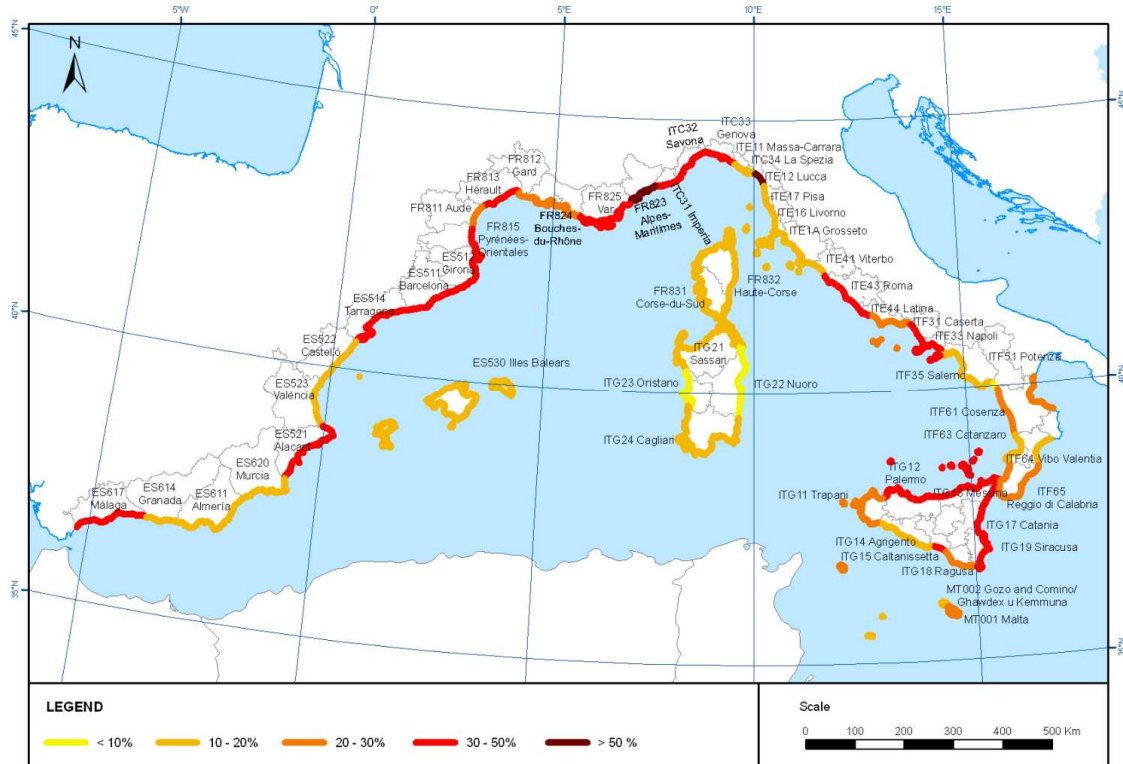 5°W
0°
5°E
10°E
15°E
45°N
45°N
N
ITC33
Genova
ITC32
Savona
ITE11 Massa-Carrara
ITC34 La Spezia
ITE12 Lucca
FR812
Gard
FR813
Hérault
ITE17 Pisa
FR825
Var
FR811 Aude
FR824
Bouches-
du-Rhône
FR823
Alpes-
Maritimes
ITC31 Imperia
ITE16 Livorno
ITE1A Grosseto
FR815
Pyrénées-
Orientales
ITE41 Viterbo
ES512
Girona
ES511
Barcelona
FR832
Haute-Corse
FR831
Corse-du-Sud
ITE43 Roma
ES514
Tarragona
ITE44 Latina
ITF31 Caserta
ITF33 Napoli
40°N
40°N
ES522
Castelló
ITG21
Sassari
ITF51 Potenza
ES530 Illes Balears
ITF35 Salerno
ES523
València
ITG23 Oristano
ITG22 Nuoro
ITF61 Cosenza
ES521
Alacant
ITG24 Cagliari
ITF63 Catanzaro
ES620
Murcia
ITF64 Vibo Valentia
ES617
Málaga
ES614
Granada
ES611
Almería
ITG12
Palermo
ITG11 Trapani
ITG13 Messina
ITF65
Reggio di Calabria
ITG17 Catania
ITG14 Agrigento
ITG15 Caltanissetta
ITG19 Siracusa
ITG18 Ragusa
35°N
MT002 Gozo and Comino/
Ghawdex u Kemmuna
MT001 Malta
35°N
LEGEND
< 10%
10 - 20%
20 - 30%
30 - 50%
> 50 %
Scale
0 100 200 300 400 500 Km